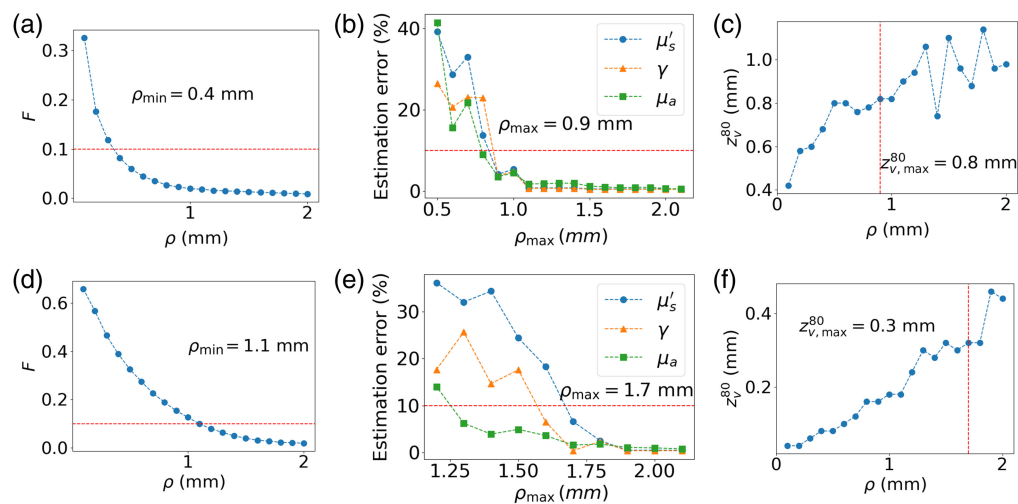 (a)
0.3
0.2
0.1
0.0
F
ρmin = 0.4 mm
1
2
ρ (mm)
(b)
40
20
0
Estimation error (%)
μ′s
γ
μa
ρmax = 0.9 mm
0.5
1.0
1.5
2.0
ρmax (mm)
(c)
1.0
0.8
0.6
0.4
z80v (mm)
z80v, max = 0.8 mm
0
1
2
ρ (mm)
(d)
0.6
0.4
0.2
0.0
F
ρmin = 1.1 mm
1
2
ρ (mm)
(e)
30
20
10
0
Estimation error (%)
μ′s
γ
μa
ρmax = 1.7 mm
1.25
1.50
1.75
2.00
ρmax (mm)
(f)
0.4
0.2
z80v (mm)
z80v, max = 0.3 mm
0
1
2
ρ (mm)